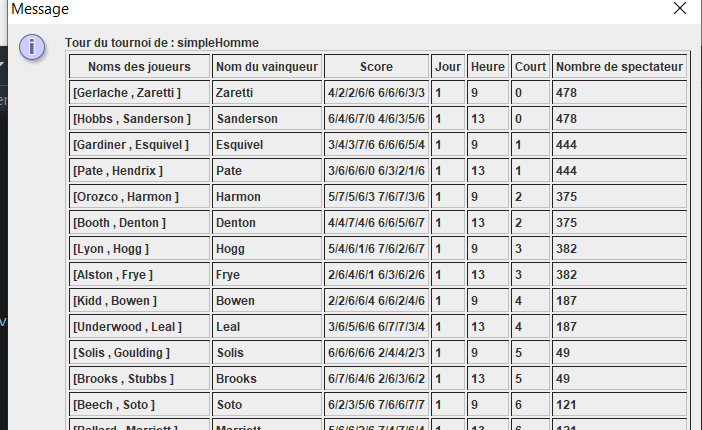 Message
Tour du tournoi de : simpleHomme
Noms des joueurs Nom du vainqueur Score Jour Heure Court Nombre de spectateur
[Gerlache , Zaretti ] Zaretti 4/2/2/6/6 6/6/6/3/3 1 9 0 478
[Hobbs , Sanderson ] Sanderson 6/4/6/7/0 4/6/3/5/6 1 13 0 478
[Gardiner , Esquivel ] Esquivel 3/4/3/7/6 6/6/6/5/4 1 9 1 444
[Pate , Hendrix ] Pate 3/6/6/6/0 6/3/2/1/6 1 13 1 444
[Orozco , Harmon ] Harmon 5/7/5/6/3 7/6/7/3/6 1 9 2 375
[Booth , Denton ] Denton 4/4/7/4/6 6/6/5/6/7 1 13 2 375
[Lyon , Hogg ] Hogg 5/4/6/1/6 7/6/2/6/7 1 9 3 382
[Alston , Frye ] Frye 2/6/4/6/1 6/3/6/2/6 1 13 3 382
[Kidd , Bowen ] Bowen 2/2/6/6/4 6/6/2/4/6 1 9 4 187
[Underwood , Leal ] Leal 3/6/5/6/6 6/7/7/3/4 1 13 4 187
[Solis , Goulding ] Solis 6/6/6/6/6 2/4/4/2/3 1 9 5 49
[Brooks , Stubbs ] Brooks 6/7/6/4/6 2/6/3/6/2 1 13 5 49
[Beech , Soto ] Soto 6/2/3/5/6 7/6/6/7/7 1 9 6 121